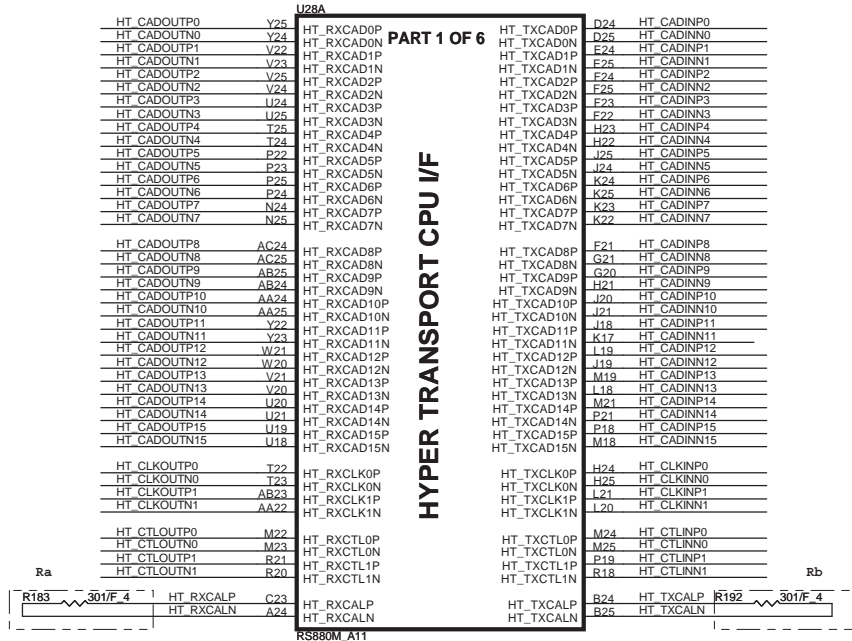 U28A
PART 1 OF 6
HYPER TRANSPORT CPU I/F
HT_CADOUTP0 Y25 HT_RXCAD0P HT_TXCAD0P D24 HT_CADINP0
HT_CADOUTN0 Y24 HT_RXCAD0N HT_TXCAD0N D25 HT_CADINN0
HT_CADOUTP1 V22 HT_RXCAD1P HT_TXCAD1P E24 HT_CADINP1
HT_CADOUTN1 V23 HT_RXCAD1N HT_TXCAD1N E25 HT_CADINN1
HT_CADOUTP2 V25 HT_RXCAD2P HT_TXCAD2P F24 HT_CADINP2
HT_CADOUTN2 V24 HT_RXCAD2N HT_TXCAD2N F25 HT_CADINN2
HT_CADOUTP3 U24 HT_RXCAD3P HT_TXCAD3P F23 HT_CADINP3
HT_CADOUTN3 U25 HT_RXCAD3N HT_TXCAD3N F22 HT_CADINN3
HT_CADOUTP4 T25 HT_RXCAD4P HT_TXCAD4P H23 HT_CADINP4
HT_CADOUTN4 T24 HT_RXCAD4N HT_TXCAD4N H22 HT_CADINN4
HT_CADOUTP5 P22 HT_RXCAD5P HT_TXCAD5P J25 HT_CADINP5
HT_CADOUTN5 P23 HT_RXCAD5N HT_TXCAD5N J24 HT_CADINN5
HT_CADOUTP6 P25 HT_RXCAD6P HT_TXCAD6P K24 HT_CADINP6
HT_CADOUTN6 P24 HT_RXCAD6N HT_TXCAD6N K25 HT_CADINN6
HT_CADOUTP7 N24 HT_RXCAD7P HT_TXCAD7P K23 HT_CADINP7
HT_CADOUTN7 N25 HT_RXCAD7N HT_TXCAD7N K22 HT_CADINN7
HT_CADOUTP8 AC24 HT_RXCAD8P HT_TXCAD8P F21 HT_CADINP8
HT_CADOUTN8 AC25 HT_RXCAD8N HT_TXCAD8N G21 HT_CADINN8
HT_CADOUTP9 AB25 HT_RXCAD9P HT_TXCAD9P G20 HT_CADINP9
HT_CADOUTN9 AB24 HT_RXCAD9N HT_TXCAD9N H21 HT_CADINN9
HT_CADOUTP10 AA24 HT_RXCAD10P HT_TXCAD10P J20 HT_CADINP10
HT_CADOUTN10 AA25 HT_RXCAD10N HT_TXCAD10N J21 HT_CADINN10
HT_CADOUTP11 Y22 HT_RXCAD11P HT_TXCAD11P J18 HT_CADINP11
HT_CADOUTN11 Y23 HT_RXCAD11N HT_TXCAD11N K17 HT_CADINN11
HT_CADOUTP12 W21 HT_RXCAD12P HT_TXCAD12P L19 HT_CADINP12
HT_CADOUTN12 W20 HT_RXCAD12N HT_TXCAD12N J19 HT_CADINN12
HT_CADOUTP13 V21 HT_RXCAD13P HT_TXCAD13P M19 HT_CADINP13
HT_CADOUTN13 V20 HT_RXCAD13N HT_TXCAD13N L18 HT_CADINN13
HT_CADOUTP14 U20 HT_RXCAD14P HT_TXCAD14P M21 HT_CADINP14
HT_CADOUTN14 U21 HT_RXCAD14N HT_TXCAD14N P21 HT_CADINN14
HT_CADOUTP15 U19 HT_RXCAD15P HT_TXCAD15P P18 HT_CADINP15
HT_CADOUTN15 U18 HT_RXCAD15N HT_TXCAD15N M18 HT_CADINN15
HT_CLKOUTP0 T22 HT_RXCLK0P HT_TXCLK0P H24 HT_CLKINP0
HT_CLKOUTN0 T23 HT_RXCLK0N HT_TXCLK0N H25 HT_CLKINN0
HT_CLKOUTP1 AB23 HT_RXCLK1P HT_TXCLK1P L21 HT_CLKINP1
HT_CLKOUTN1 AA22 HT_RXCLK1N HT_TXCLK1N L20 HT_CLKINN1
HT_CTLOUTP0 M22 HT_RXCTL0P HT_TXCTL0P M24 HT_CTLINP0
HT_CTLOUTN0 M23 HT_RXCTL0N HT_TXCTL0N M25 HT_CTLINN0
HT_CTLOUTP1 R21 HT_RXCTL1P HT_TXCTL1P P19 HT_CTLINP1
HT_CTLOUTN1 R20 HT_RXCTL1N HT_TXCTL1N R18 HT_CTLINN1
Ra Rb
R183 301/F_4 HT_RXCALP C23 HT_RXCALP HT_TXCALP B24 HT_TXCALP R192 301/F_4
HT_RXCALN A24 HT_RXCALN HT_TXCALN B25 HT_TXCALN
RS880M_A11